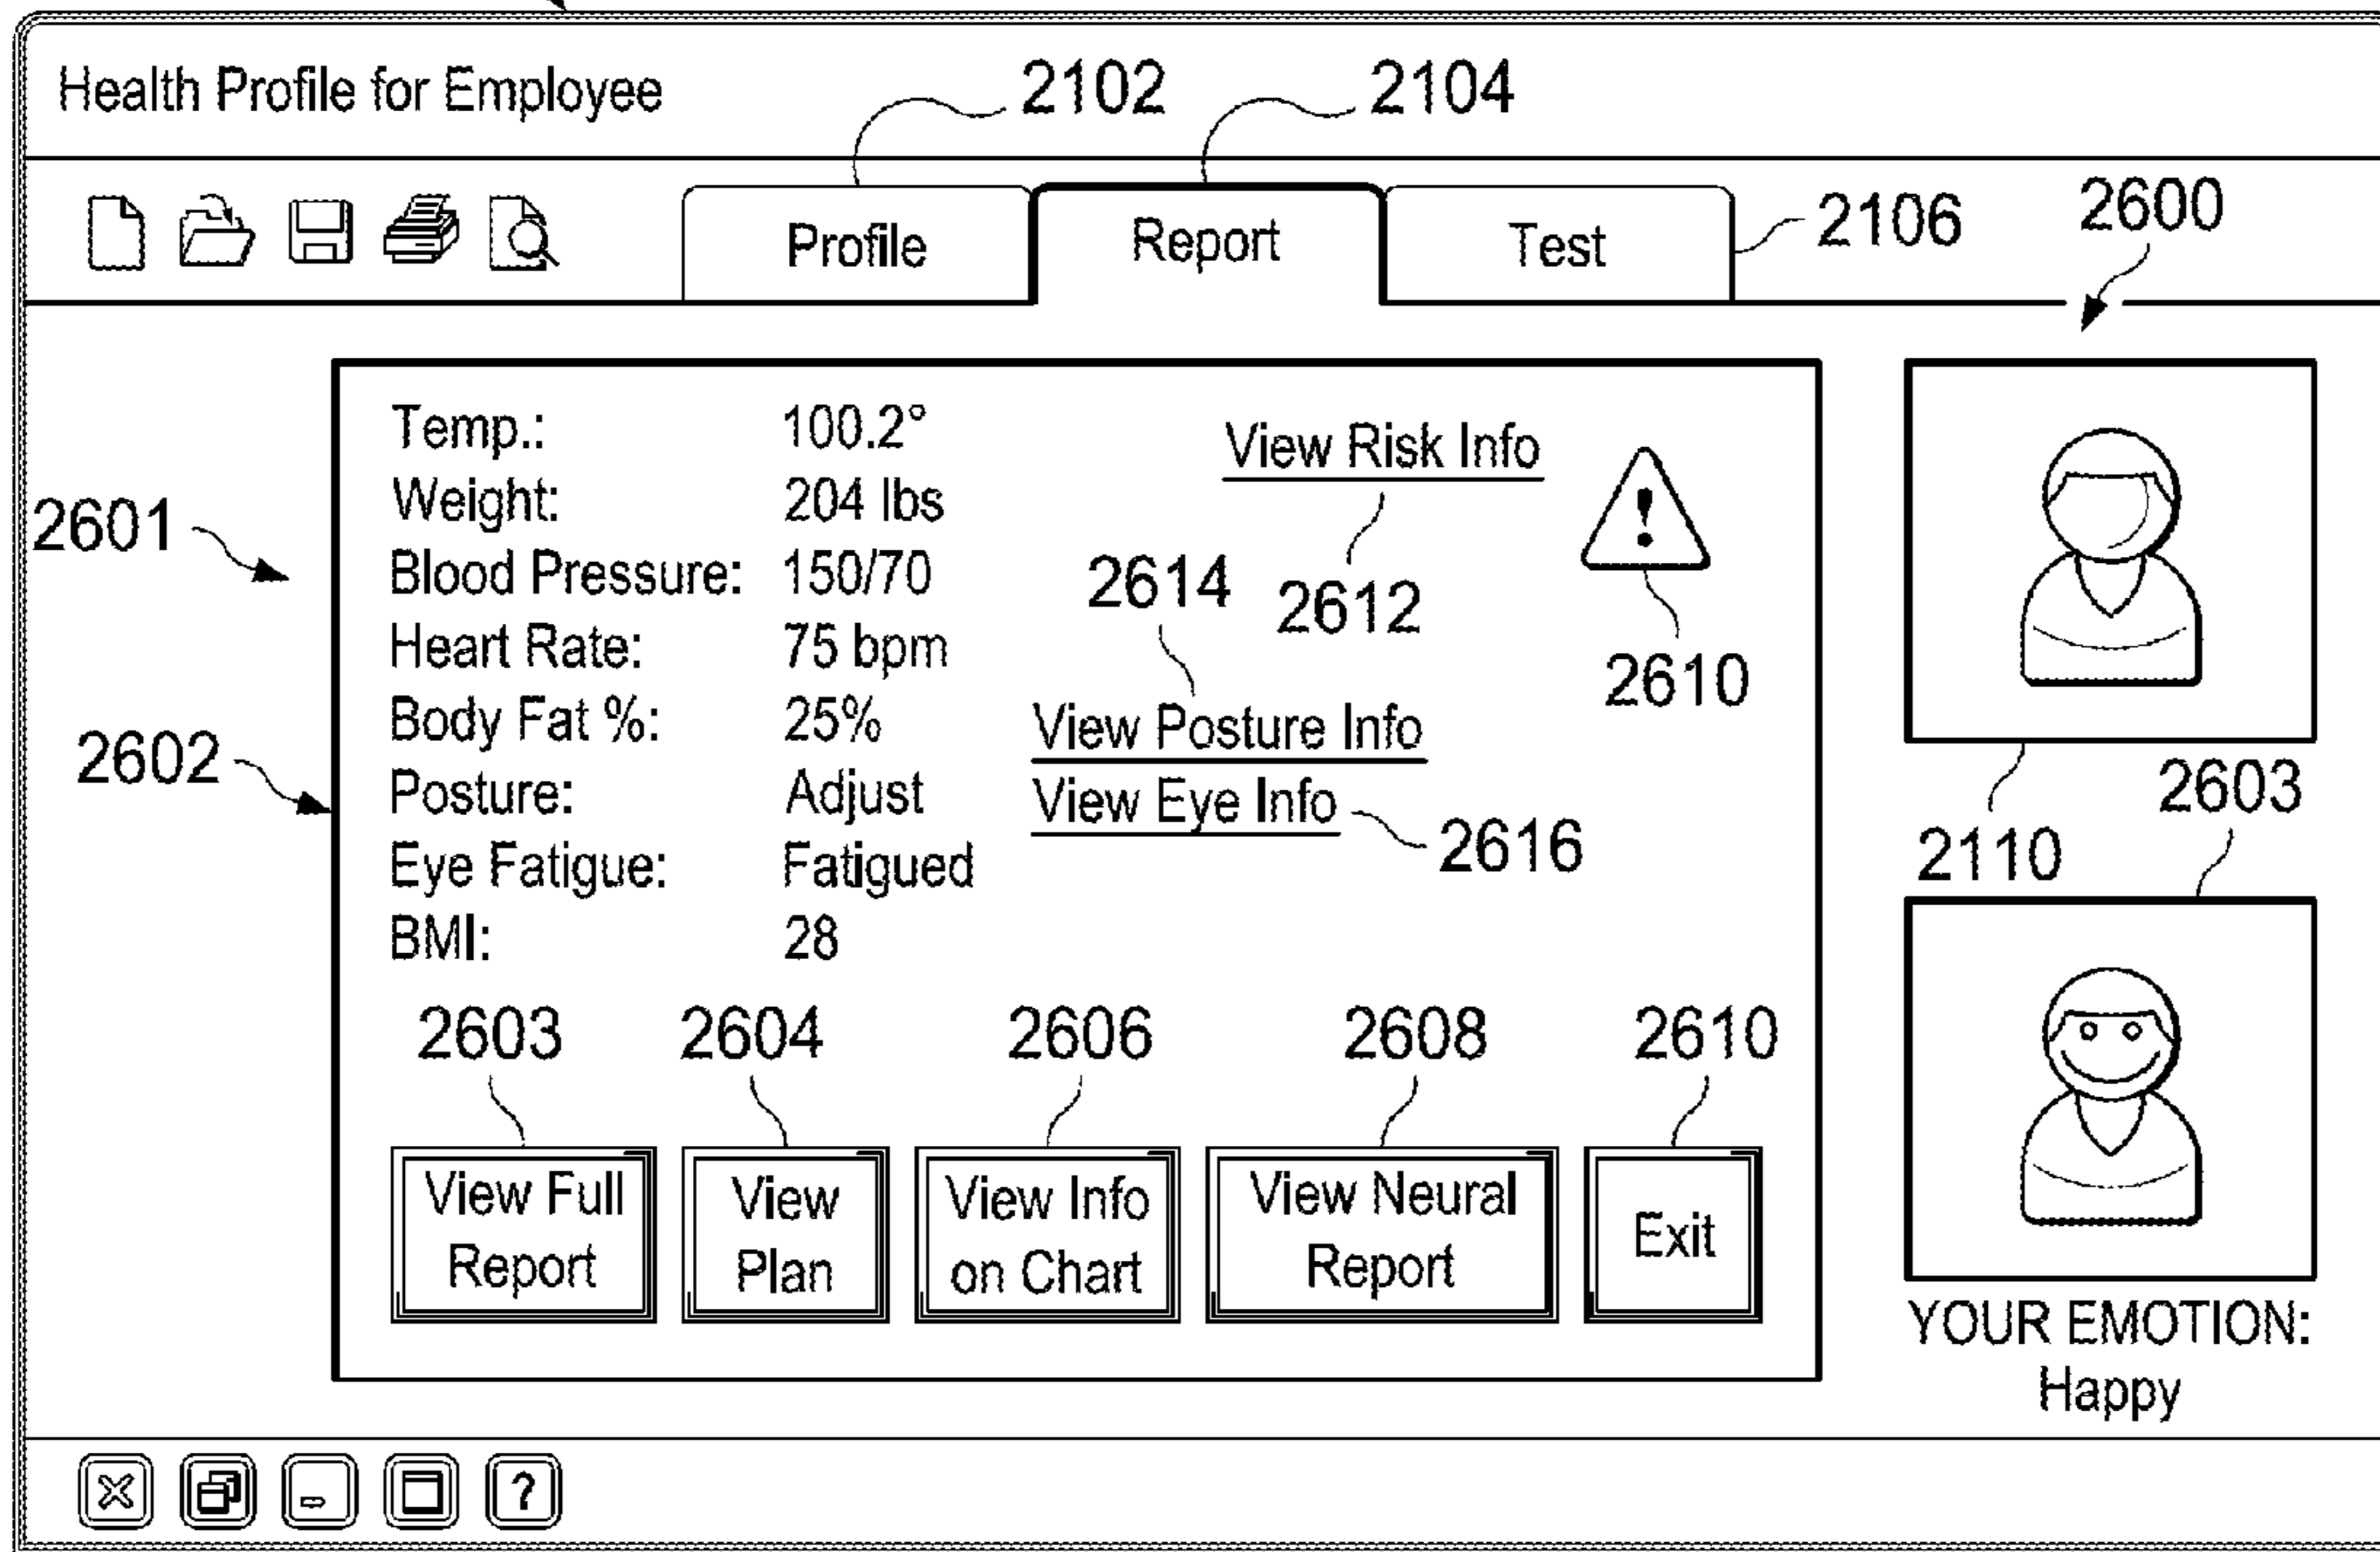 Health Profile for Employee
2102
2104
Profile
Report
Test
2106
2600
Temp.: 100.2°
Weight: 204 lbs
Blood Pressure: 150/70
Heart Rate: 75 bpm
Body Fat %: 25%
Posture: Adjust
Eye Fatigue: Fatigued
BMI: 28
View Risk Info
2612
2610
2614
View Posture Info
View Eye Info
2616
2601
2602
2110
2603
2603
2604
2606
2608
2610
View Full
Report
View
Plan
View Info
on Chart
View Neural
Report
Exit
YOUR EMOTION:
Happy
?